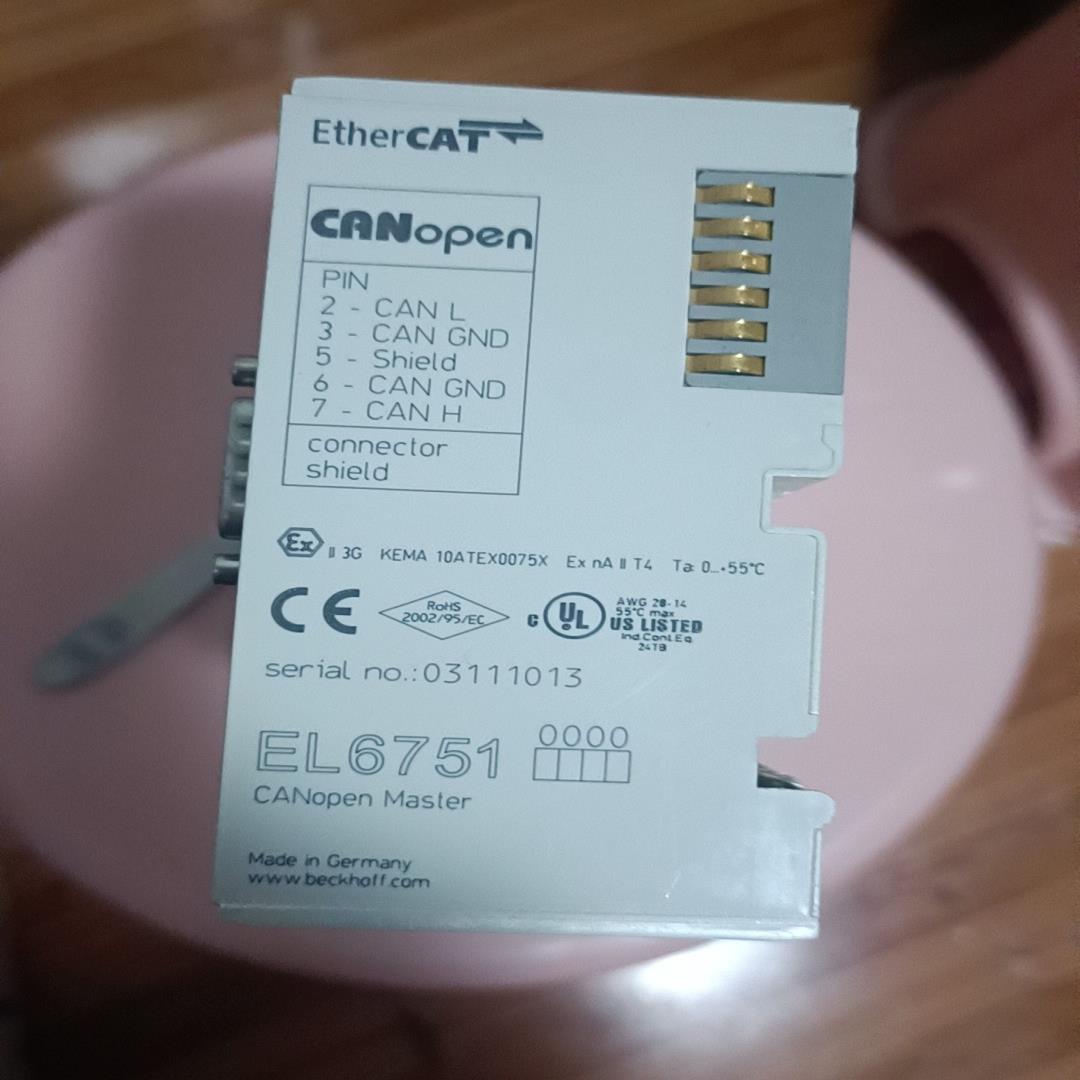 EtherCAT
CANopen
PIN
2 - CAN L
3 - CAN GND
5 - Shield
6 - CAN GND
7 - CAN H
connector
shield
Ex II 3G KEMA 10ATEX0075X Ex nA II T4 Ta: 0...+55°C
CE
RoHS
2002/95/EC
c UL US LISTED
AWG 28-14
55°C max
Ind.Cont.Eq.
24TB
serial no.:03111013
EL6751
0000
CANopen Master
Made in Germany
www.beckhoff.com